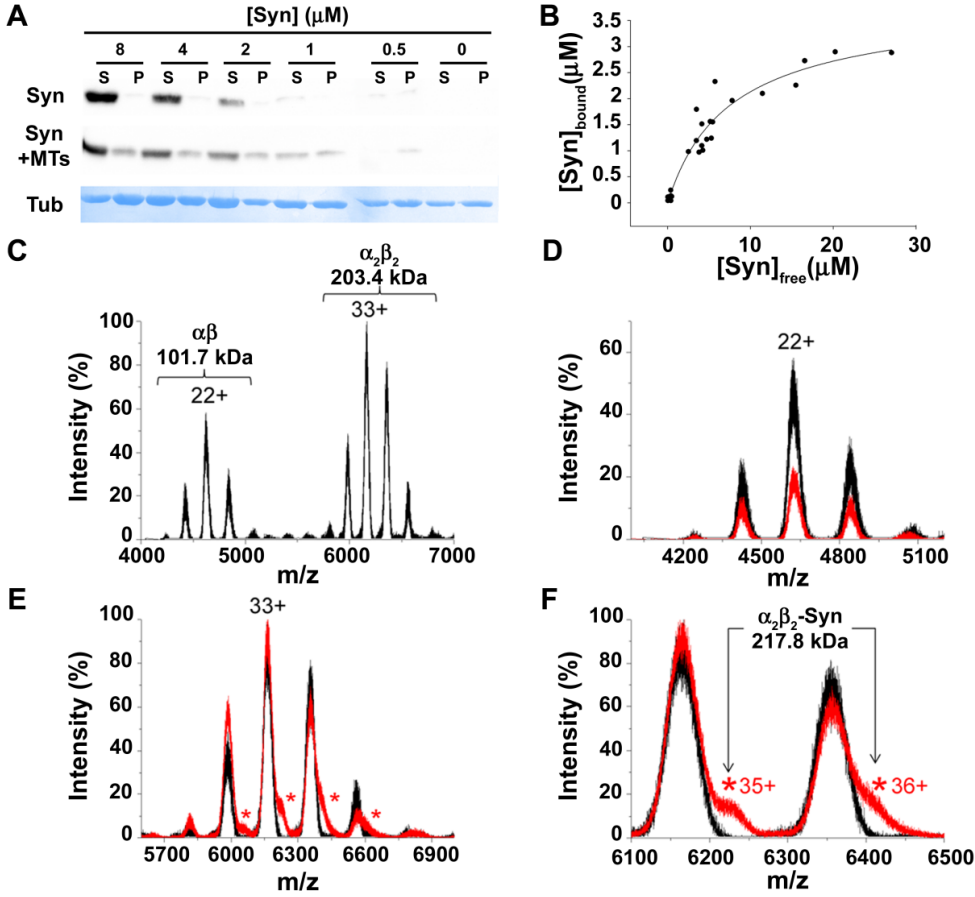 A
[Syn] (μM)
8 4 2 1 0.5 0
S P S P S P S P S P S P
Syn
Syn
+MTs
Tub
B
[Syn]bound(μM)
3.5
3
2.5
2
1.5
1
0.5
0
0 10 20 30
[Syn]free(μM)
C
α2β2
203.4 kDa
33+
αβ
101.7 kDa
22+
Intensity (%)
100
80
60
40
20
0
4000 5000 6000 7000
m/z
D
22+
Intensity (%)
60
40
20
0
4200 4500 4800 5100
m/z
E
33+
Intensity (%)
100
80
60
40
20
0
* * * *
5700 6000 6300 6600 6900
m/z
F
α2β2-Syn
217.8 kDa
Intensity (%)
100
80
60
40
20
0
*35+ *36+
6100 6200 6300 6400 6500
m/z